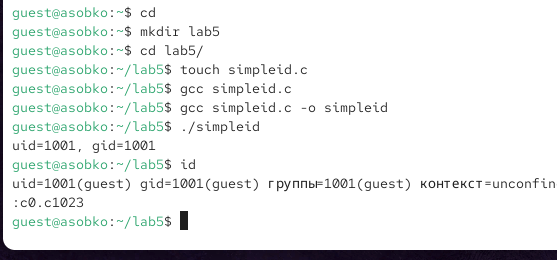 guest@asobko:~$ cd
guest@asobko:~$ mkdir lab5
guest@asobko:~$ cd lab5/
guest@asobko:~/lab5$ touch simpleid.c
guest@asobko:~/lab5$ gcc simpleid.c
guest@asobko:~/lab5$ gcc simpleid.c -o simpleid
guest@asobko:~/lab5$ ./simpleid
uid=1001, gid=1001
guest@asobko:~/lab5$ id
uid=1001(guest) gid=1001(guest) группы=1001(guest) контекст=unconfin
:c0.c1023
guest@asobko:~/lab5$